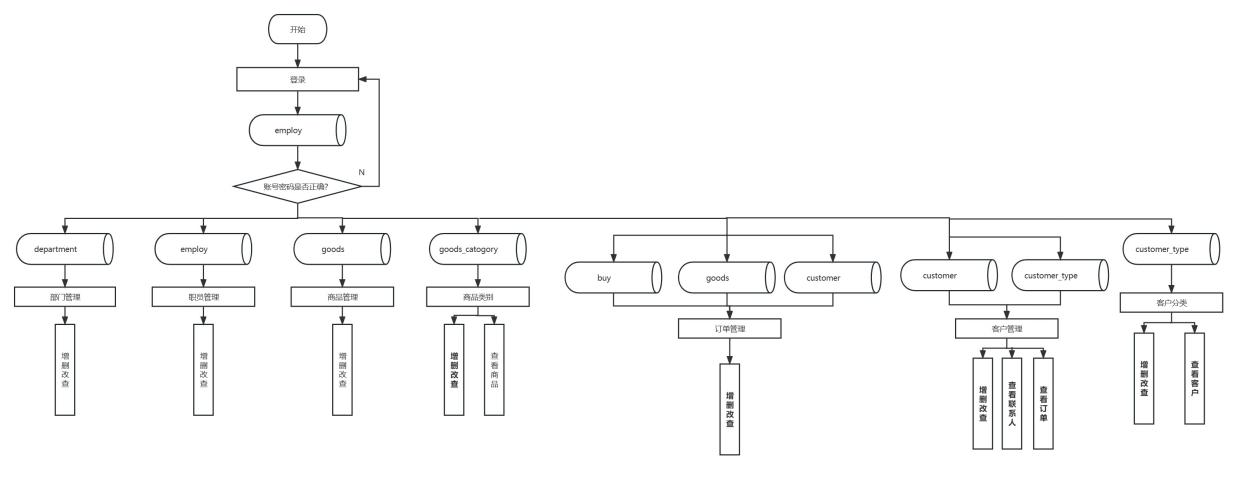 开始
登录
employ
账号密码是否正确?
N
department
employ
goods
goods_catogory
buy
goods
customer
customer
customer_type
customer_type
部门管理
职员管理
商品管理
商品类别
订单管理
客户管理
客户分类
增删改查
增删改查
增删改查
增删改查
查看商品
增删改查
增删改查
查看联系人
查看订单
增删改查
查看客户